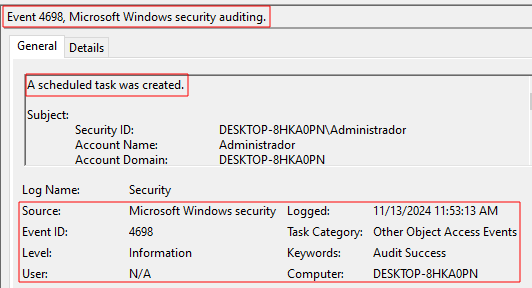 Event 4698, Microsoft Windows security auditing.
General Details
A scheduled task was created.
Subject:
Security ID: DESKTOP-8HKA0PN\Administrador
Account Name: Administrador
Account Domain: DESKTOP-8HKA0PN
Log Name: Security
Source: Microsoft Windows security Logged: 11/13/2024 11:53:13 AM
Event ID: 4698 Task Category: Other Object Access Events
Level: Information Keywords: Audit Success
User: N/A Computer: DESKTOP-8HKA0PN